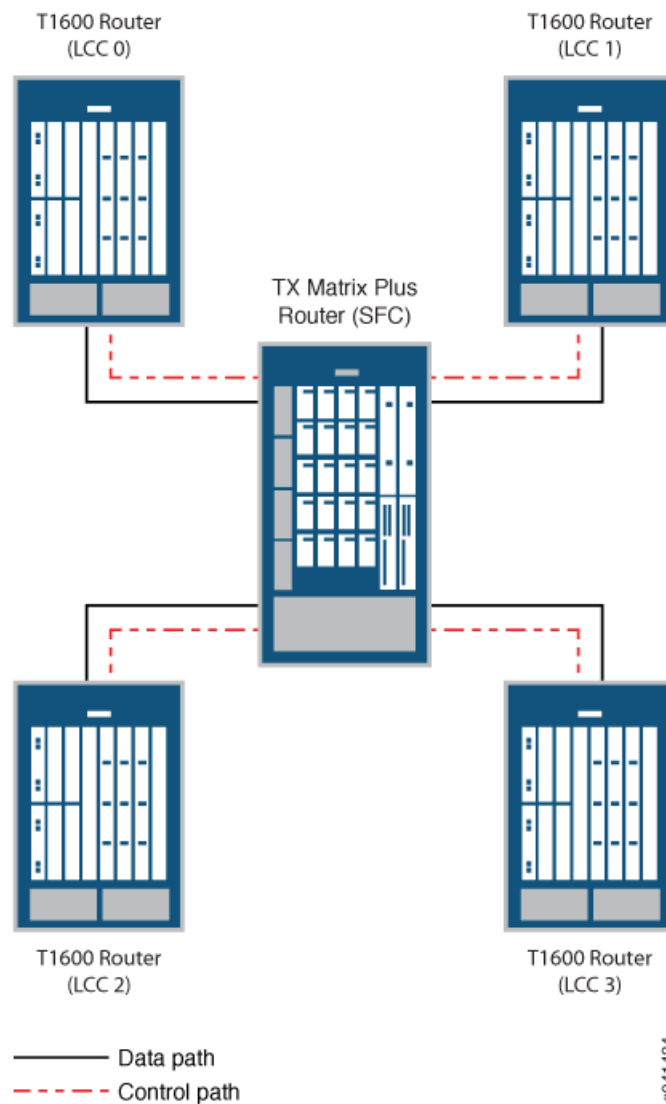 T1600 Router
(LCC 0)
T1600 Router
(LCC 1)
TX Matrix Plus
Router (SFC)
T1600 Router
(LCC 2)
T1600 Router
(LCC 3)
Data path
Control path